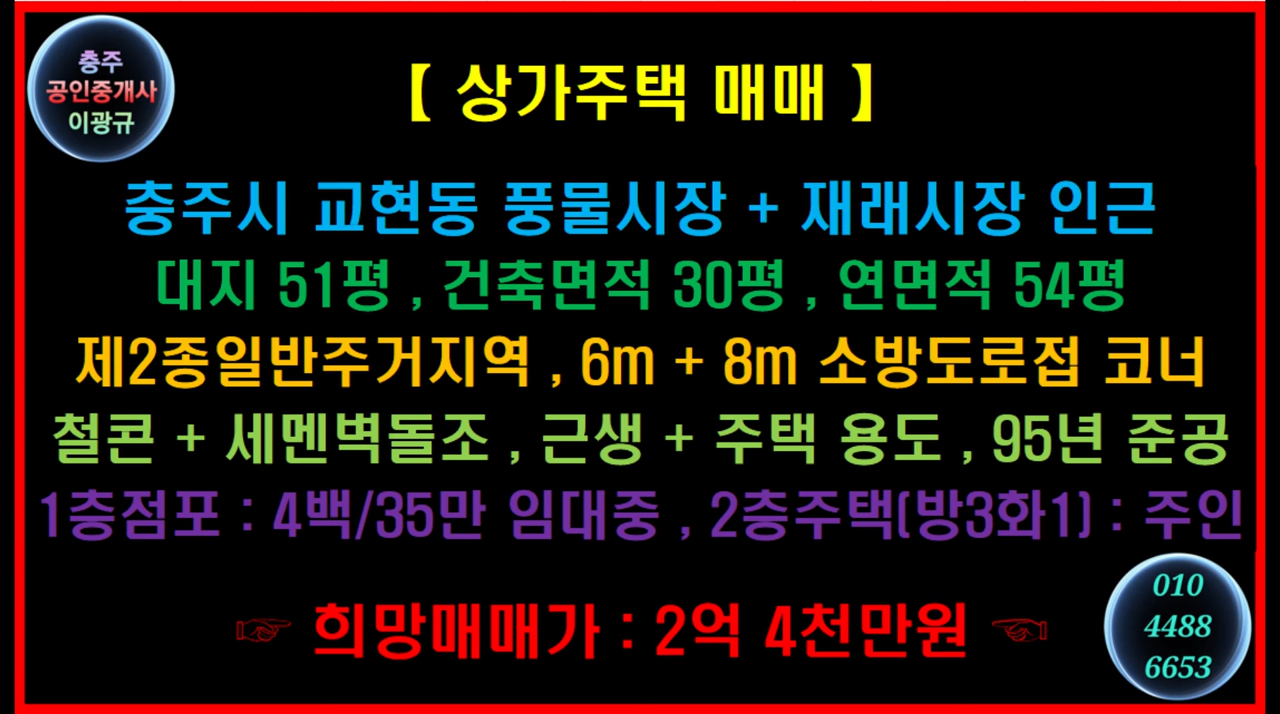 충주
공인중개사
이광규
【 상가주택 매매 】
충주시 교현동 풍물시장 + 재래시장 인근
대지 51평 , 건축면적 30평 , 연면적 54평
제2종일반주거지역 , 6m + 8m 소방도로접 코너
철콘 + 세멘벽돌조 , 근생 + 주택 용도 , 95년 준공
1층점포 : 4백/35만 임대중 , 2층주택(방3화1) : 주인
☞ 희망매매가 : 2억 4천만원 ☜
010
4488
6653